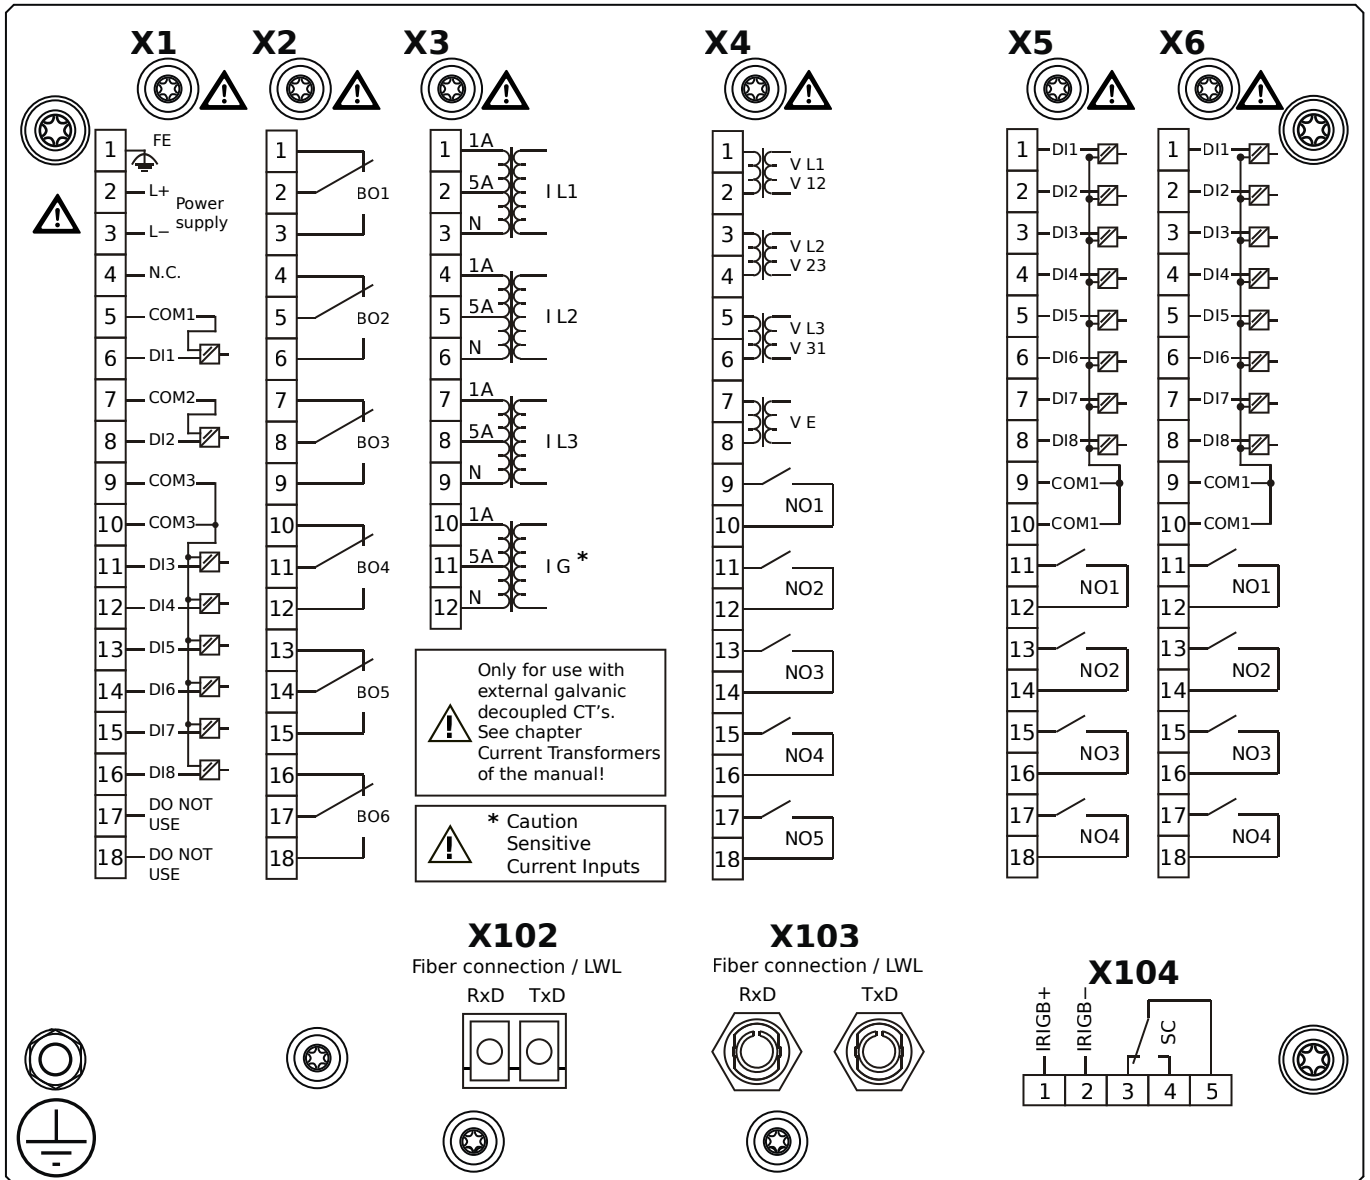 X1
X2
X3
X4
X5
X6
1 FE
2 L+
Power
supply
3 L−
4 N.C.
5 COM1
6 DI1
7 COM2
8 DI2
9 COM3
10 COM3
11 DI3
12 DI4
13 DI5
14 DI6
15 DI7
16 DI8
17 DO NOT
USE
18 DO NOT
USE
1
2 BO1
3
4
5 BO2
6
7
8 BO3
9
10
11 BO4
12
13
14 BO5
15
16
17 BO6
18
1 1A
2 5A I L1
3 N
4 1A
5 5A I L2
6 N
7 1A
8 5A I L3
9 N
10 1A
11 5A I G *
12 N
Only for use with
external galvanic
decoupled CT's.
See chapter
Current Transformers
of the manual!
* Caution
Sensitive
Current Inputs
1 V L1
2 V 12
3 V L2
4 V 23
5 V L3
6 V 31
7 V E
8
9
NO1
10
11
NO2
12
13
NO3
14
15
NO4
16
17
NO5
18
1 DI1
2 DI2
3 DI3
4 DI4
5 DI5
6 DI6
7 DI7
8 DI8
9 COM1
10 COM1
11
NO1
12
13
NO2
14
15
NO3
16
17
NO4
18
1 DI1
2 DI2
3 DI3
4 DI4
5 DI5
6 DI6
7 DI7
8 DI8
9 COM1
10 COM1
11
NO1
12
13
NO2
14
15
NO3
16
17
NO4
18
X102
Fiber connection / LWL
RxD TxD
X103
Fiber connection / LWL
RxD TxD
X104
IRIGB+
IRIGB−
SC
1 2 3 4 5